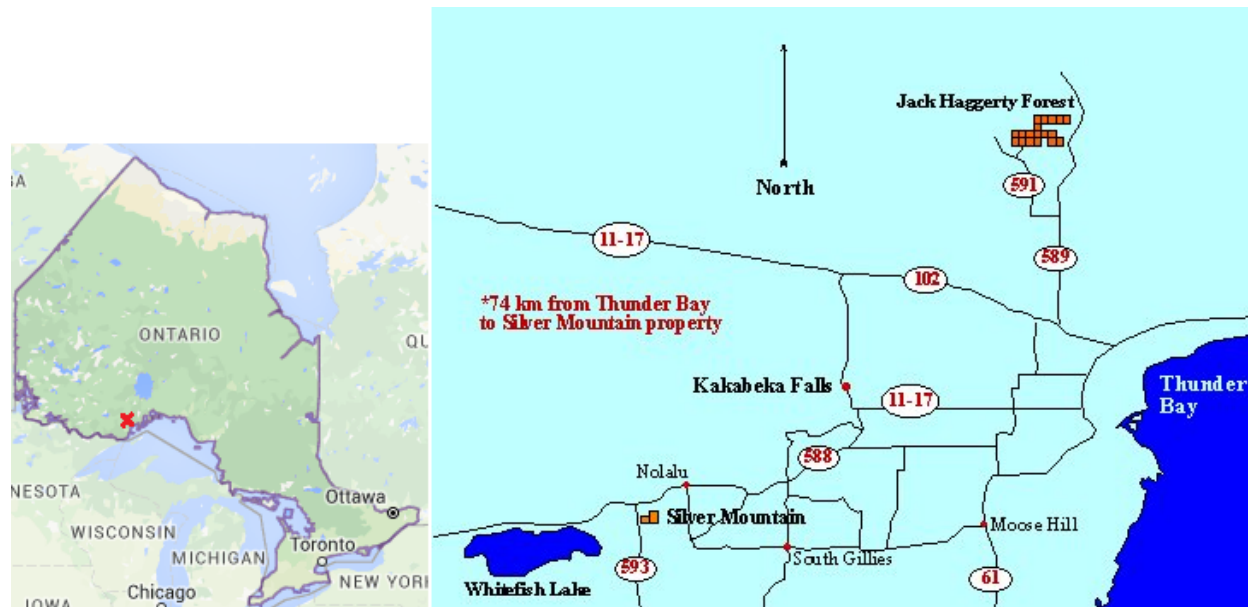 BA
ONTARIO
QU
NESOTA
WISCONSIN
MICHIGAN
Ottawa
Toronto
NEW YORK
IOWA
Chicago
Jack Haggerty Forest
North
591
11-17
589
102
*74 km from Thunder Bay
to Silver Mountain property
Kakabeka Falls
11-17
Thunder
Bay
588
Nolalu
Silver Mountain
Moose Hill
South Gillies
593
61
Whitefish Lake